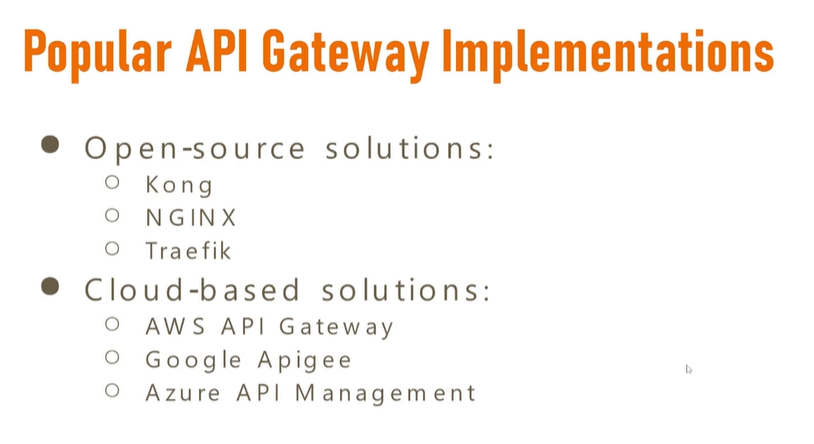 Popular API Gateway Implementations
Open-source solutions:
Kong
NGINX
Traefik
Cloud-based solutions:
AWS API Gateway
Google Apigee
Azure API Management